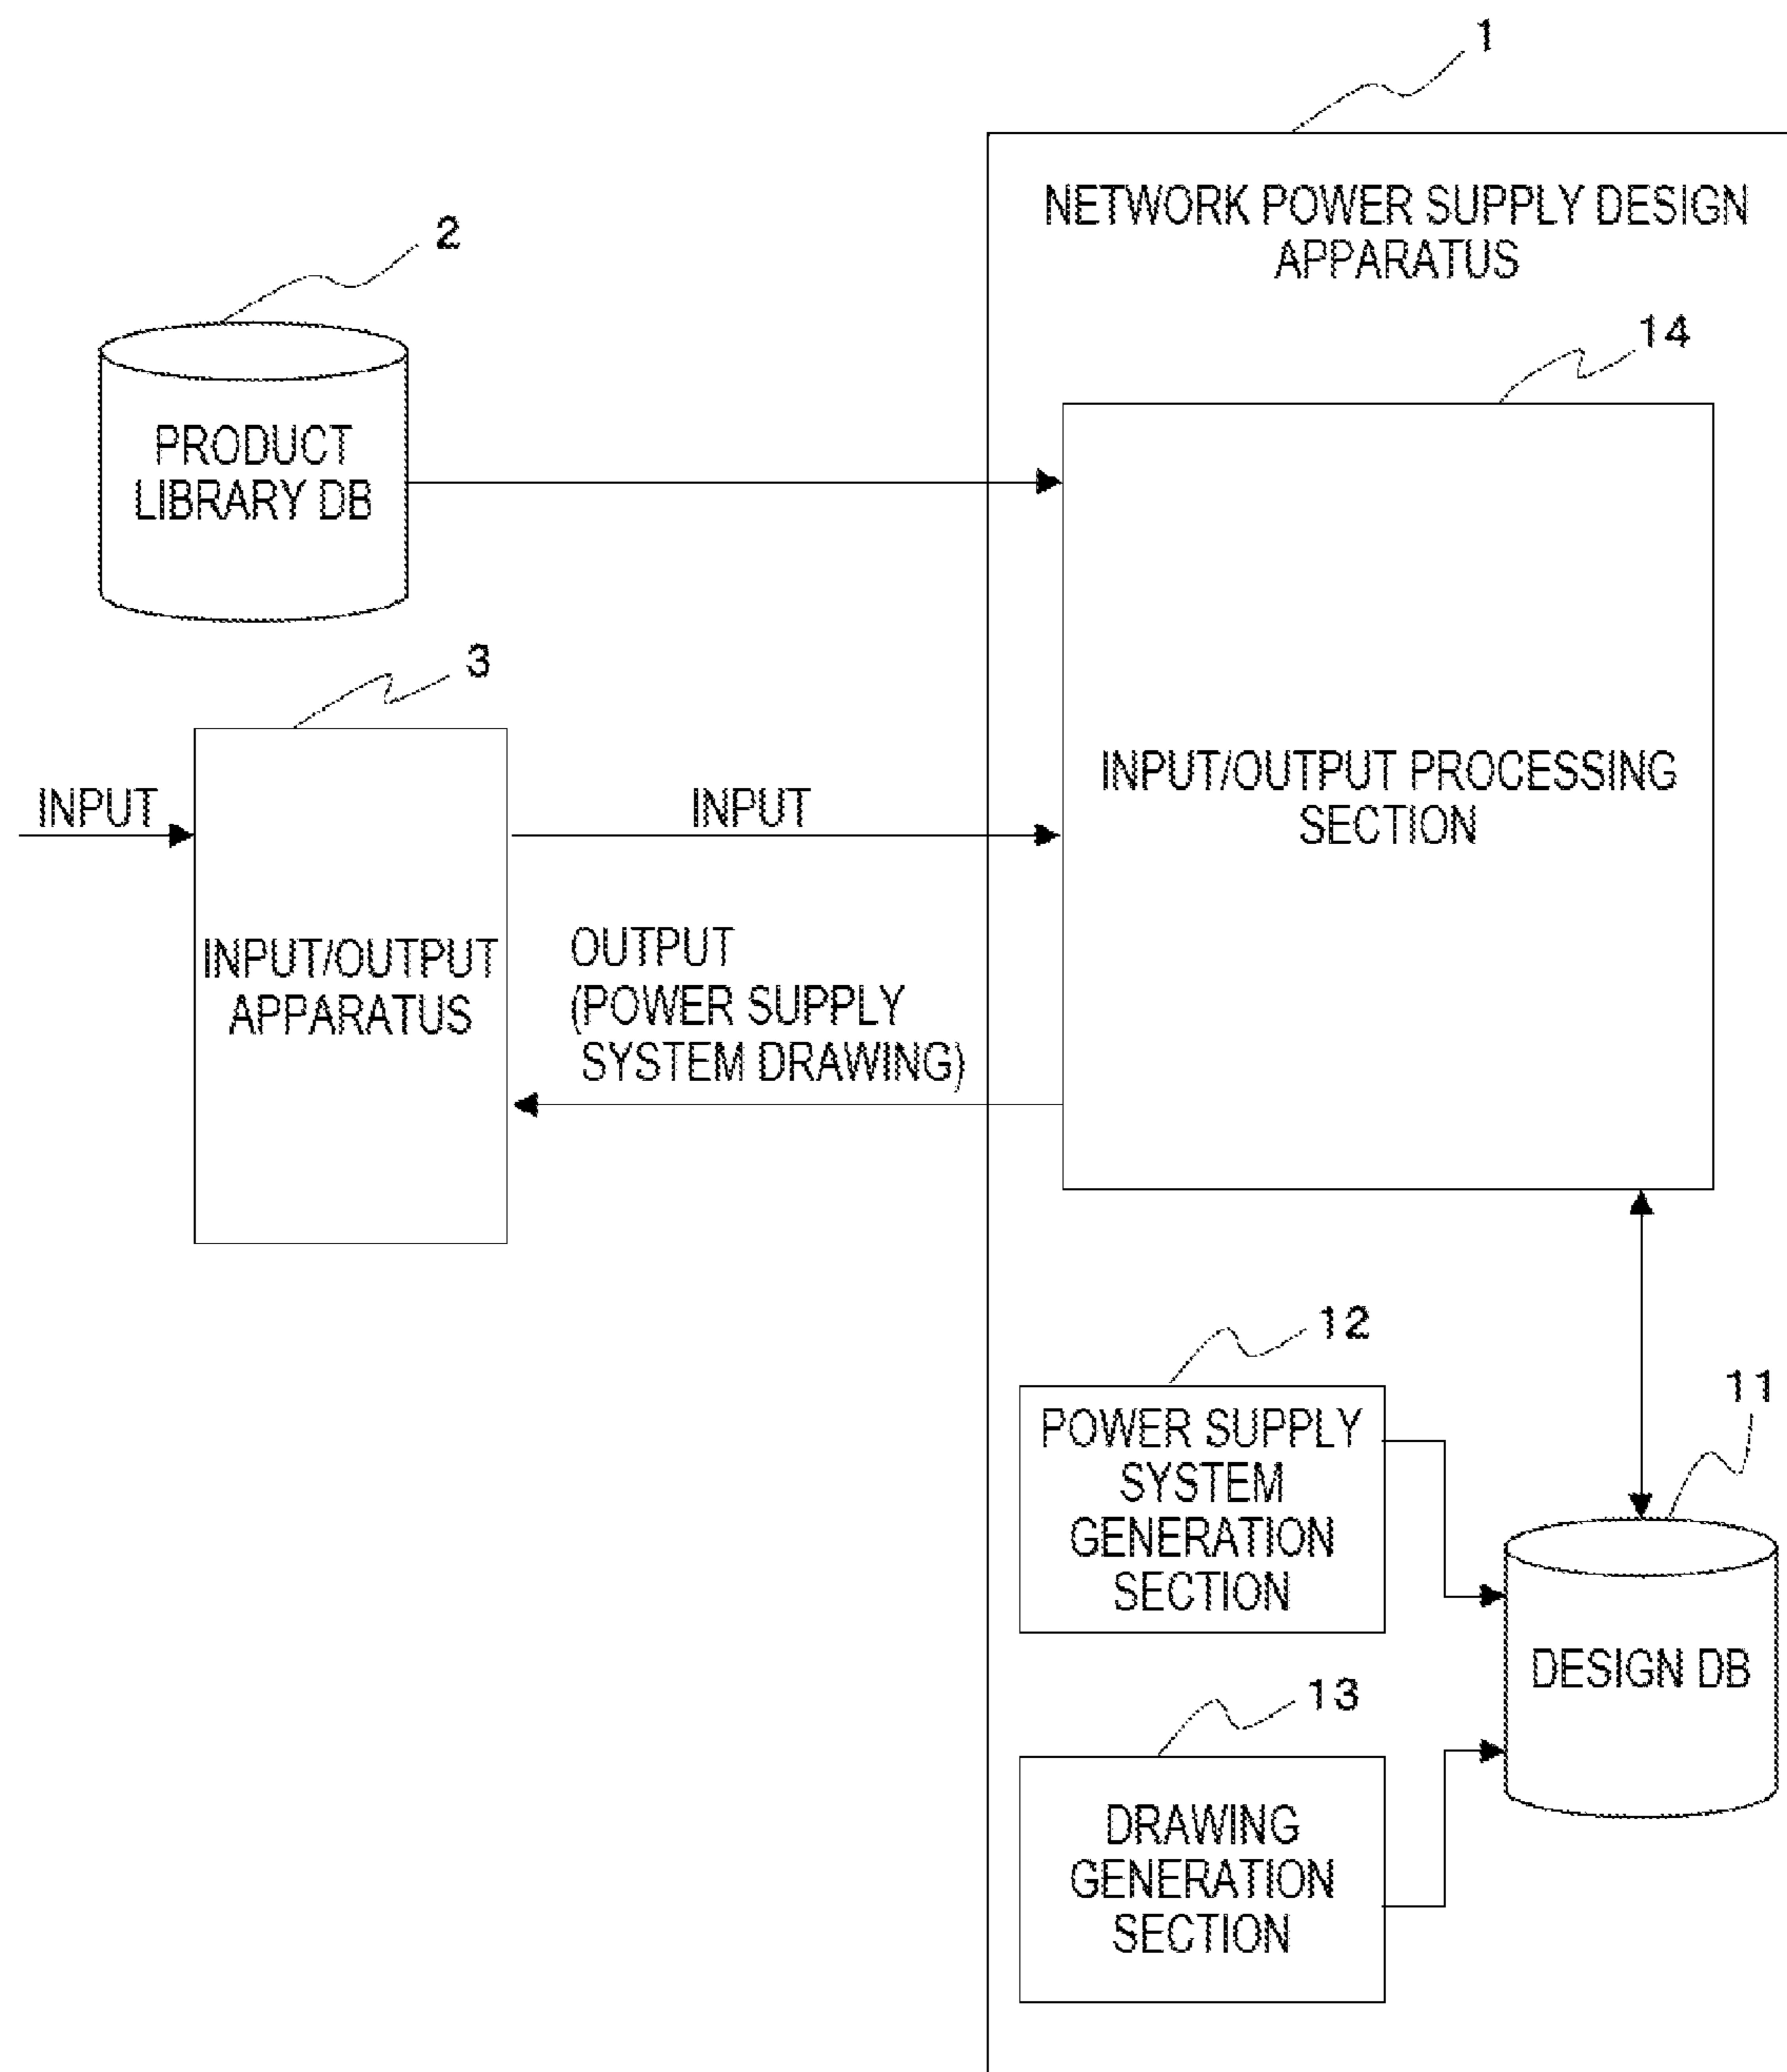 1
NETWORK POWER SUPPLY DESIGN
APPARATUS
2
PRODUCT
LIBRARY DB
14
INPUT/OUTPUT PROCESSING
SECTION
3
INPUT
INPUT
INPUT/OUTPUT
APPARATUS
OUTPUT
(POWER SUPPLY
SYSTEM DRAWING)
12
POWER SUPPLY
SYSTEM
GENERATION
SECTION
11
DESIGN DB
13
DRAWING
GENERATION
SECTION